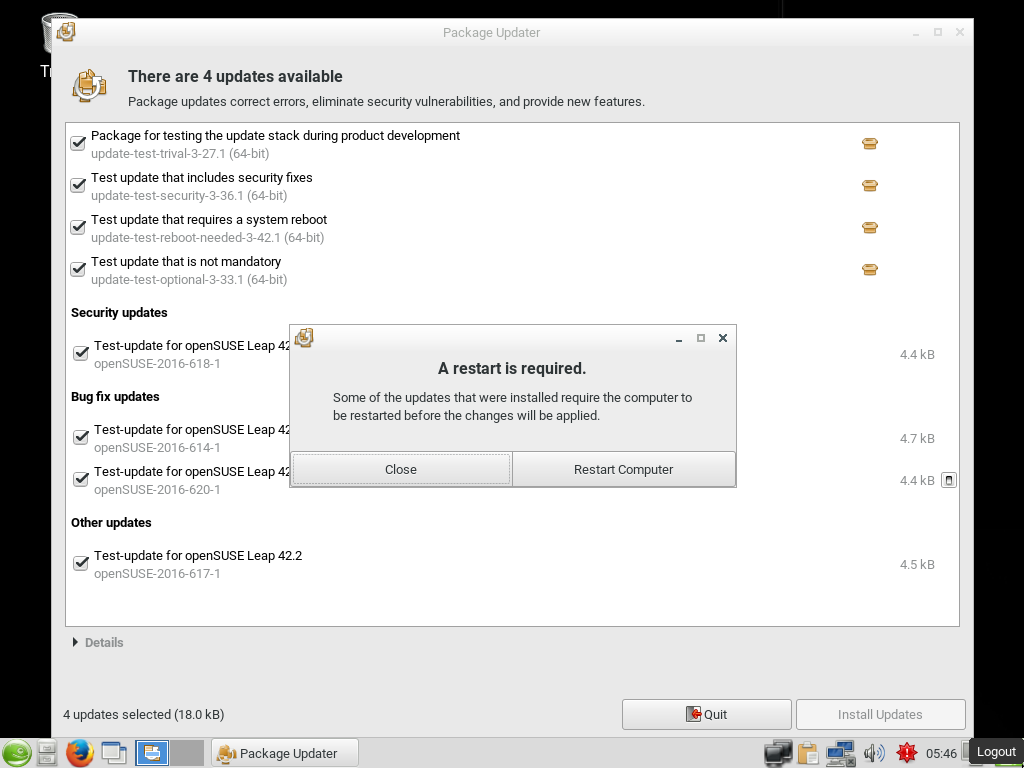 Package Updater
There are 4 updates available
Package updates correct errors, eliminate security vulnerabilities, and provide new features.
Package for testing the update stack during product development
update-test-trival-3-27.1 (64-bit)
Test update that includes security fixes
update-test-security-3-36.1 (64-bit)
Test update that requires a system reboot
update-test-reboot-needed-3-42.1 (64-bit)
Test update that is not mandatory
update-test-optional-3-33.1 (64-bit)
Security updates
Test-update for openSUSE Leap 42
openSUSE-2016-618-1
4.4 kB
Bug fix updates
Test-update for openSUSE Leap 42
openSUSE-2016-614-1
4.7 kB
Test-update for openSUSE Leap 42
openSUSE-2016-620-1
4.4 kB
Other updates
Test-update for openSUSE Leap 42.2
openSUSE-2016-617-1
4.5 kB
A restart is required.
Some of the updates that were installed require the computer to
be restarted before the changes will be applied.
Close
Restart Computer
Details
4 updates selected (18.0 kB)
Quit
Install Updates
Package Updater
05:46
Logout